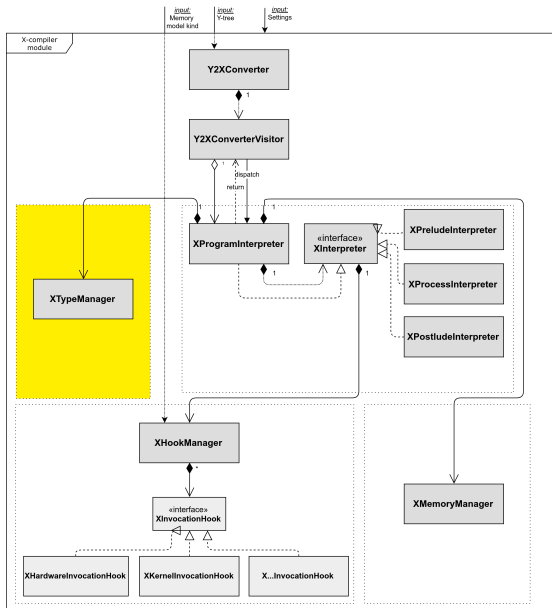 input:
Memory
model kind
input:
Y-tree
input:
Settings
X-compiler
module
Y2XConverter
1
Y2XConverterVisitor
dispatch
return
1
1
XProgramInterpreter
«interface»
XInterpreter
XPreludeInterpreter
1
1
XTypeManager
XProcessInterpreter
XPostludeInterpreter
XHookManager
*
«interface»
XInvocationHook
XMemoryManager
XHardwareInvocationHook
XKernelInvocationHook
X...InvocationHook